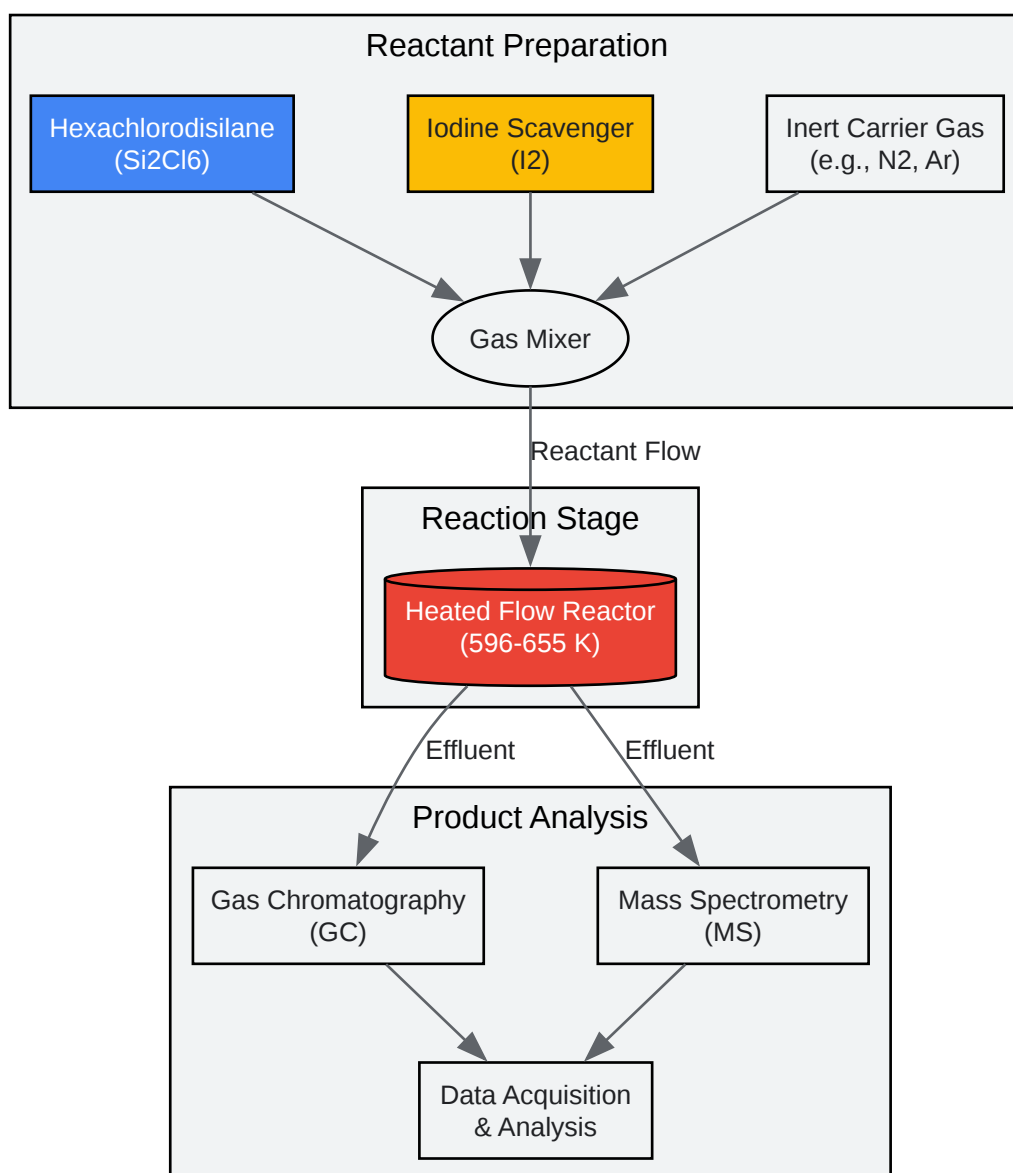 Reactant Preparation
Hexachlorodisilane
(Si2Cl6)
Iodine Scavenger
(I2)
Inert Carrier Gas
(e.g., N2, Ar)
Gas Mixer
Reactant Flow
Reaction Stage
Heated Flow Reactor
(596-655 K)
Effluent
Effluent
Product Analysis
Gas Chromatography
(GC)
Mass Spectrometry
(MS)
Data Acquisition
& Analysis